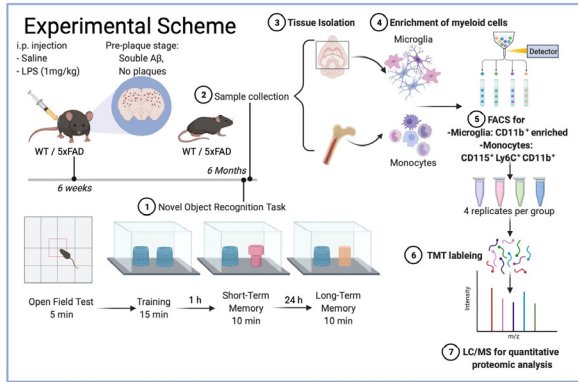 Experimental Scheme
i.p. injection
- Saline
- LPS (1mg/kg)
Pre-plaque stage:
Souble Aβ,
No plaques
WT / 5xFAD
WT / 5xFAD
6 weeks
6 Months
2 Sample collection
1 Novel Object Recognition Task
Open Field Test
5 min
Training
15 min
1 h
Short-Term
Memory
10 min
24 h
Long-Term
Memory
10 min
3 Tissue Isolation
4 Enrichment of myeloid cells
Microglia
Monocytes
Detector
5 FACS for
-Microglia: CD11b⁺ enriched
-Monocytes:
CD115⁺ Ly6C⁺ CD11b⁺
4 replicates per group
6 TMT lableing
Intensity
m/z
7 LC/MS for quantitative
proteomic analysis